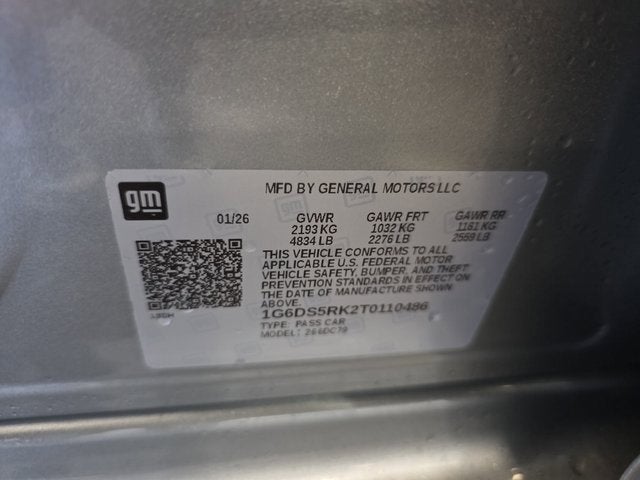 gm
MFD BY GENERAL MOTORS LLC
01/26 GVWR GAWR FRT GAWR RR
2193 KG 1032 KG 1161 KG
4834 LB 2276 LB 2559 LB
THIS VEHICLE CONFORMS TO ALL
APPLICABLE U.S. FEDERAL MOTOR
VEHICLE SAFETY, BUMPER, AND THEFT
PREVENTION STANDARDS IN EFFECT ON
THE DATE OF MANUFACTURE SHOWN
ABOVE.
1G6DS5RK2T0110486
TYPE: PASS CAR
MODEL: 266DC79